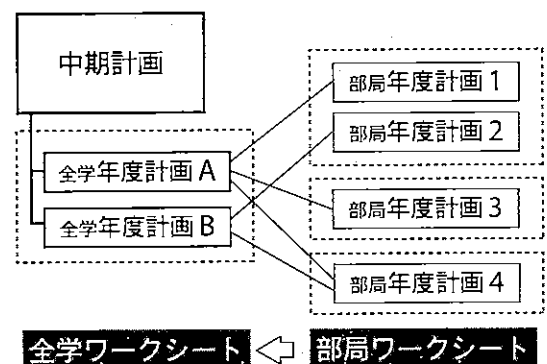 中期計画
全学年度計画 A
全学年度計画 B
部局年度計画 1
部局年度計画 2
部局年度計画 3
部局年度計画 4
全学ワークシート
部局ワークシート